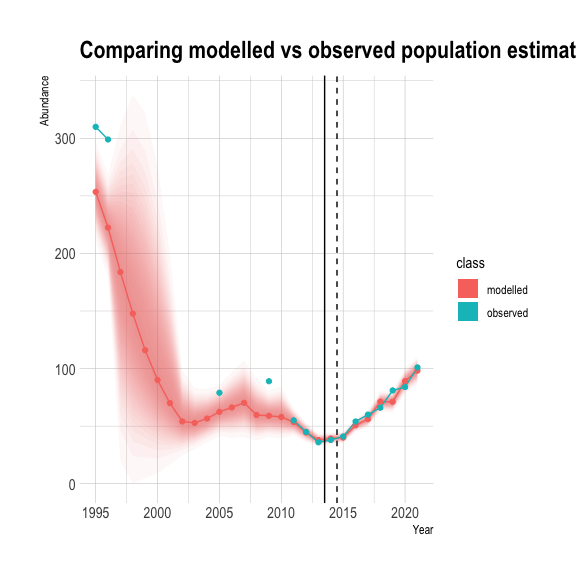 Comparing modelled vs observed population estimat
Abundance
300
200
100
0
1995
2000
2005
2010
2015
2020
Year
class
modelled
observed